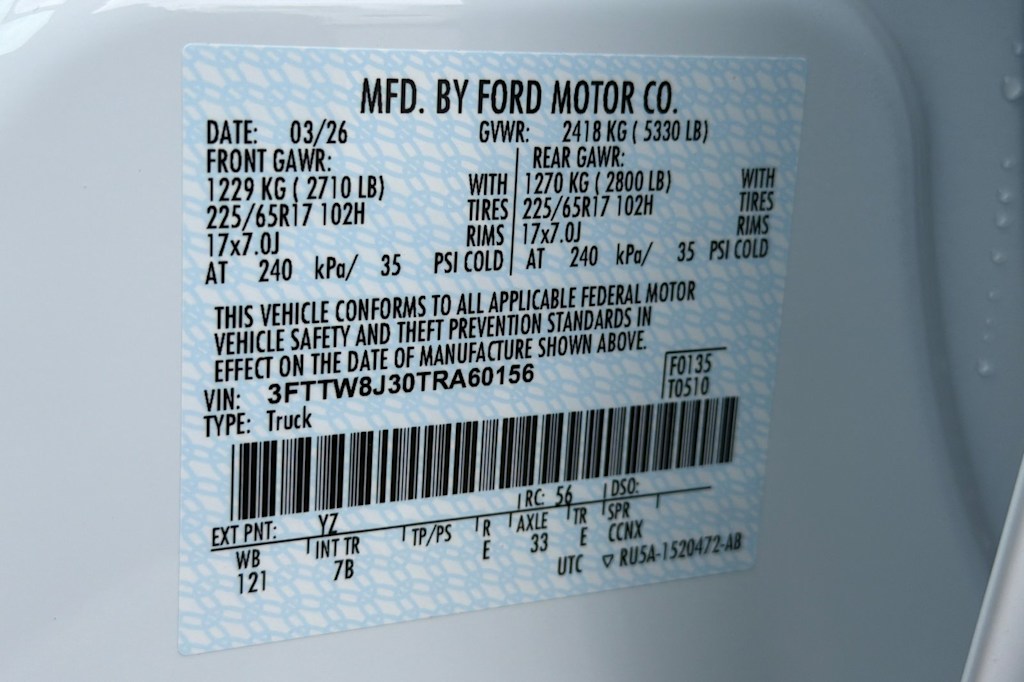 MFD. BY FORD MOTOR CO.
DATE: 03/26 GVWR: 2418 KG ( 5330 LB)
FRONT GAWR: REAR GAWR:
1229 KG ( 2710 LB) WITH 1270 KG ( 2800 LB) WITH
225/65R17 102H TIRES 225/65R17 102H TIRES
17x7.0J RIMS 17x7.0J RIMS
AT 240 kPa/ 35 PSI COLD AT 240 kPa/ 35 PSI COLD
THIS VEHICLE CONFORMS TO ALL APPLICABLE FEDERAL MOTOR
VEHICLE SAFETY AND THEFT PREVENTION STANDARDS IN
EFFECT ON THE DATE OF MANUFACTURE SHOWN ABOVE.
VIN: 3FTTW8J30TRA60156
F0135
T0510
TYPE: Truck
EXT PNT: YZ RC: 56 DSO:
WB INT TR TP/PS R AXLE TR SPR
121 7B E 33 E CCNX
UTC ▽ RU5A-1520472-AB